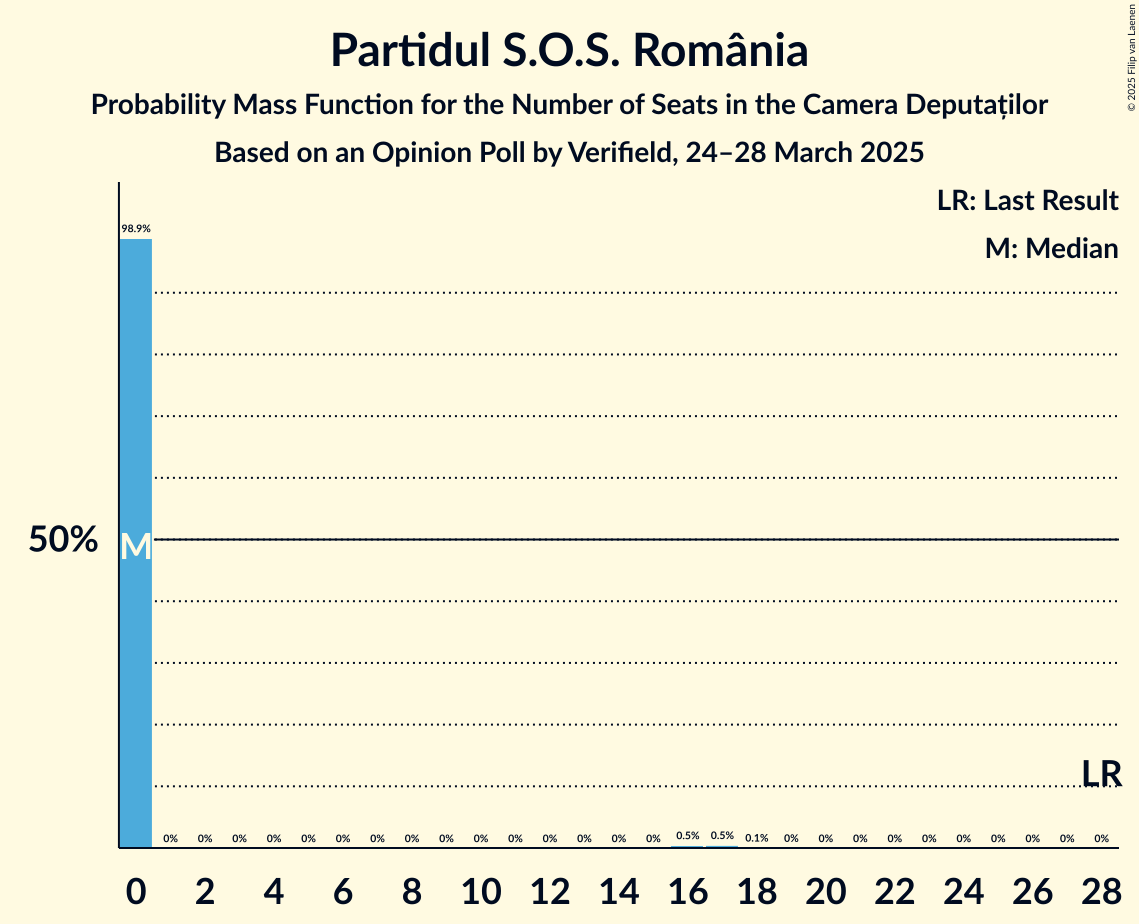 Partidul S.O.S. România
Probability Mass Function for the Number of Seats in the Camera Deputaților
Based on an Opinion Poll by Verifield, 24–28 March 2025
© 2025 Filip van Laenen
LR: Last Result
M: Median
98.9%
50%
M
LR
0% 0% 0% 0% 0% 0% 0% 0% 0% 0% 0% 0% 0% 0% 0% 0.5% 0.5% 0.1% 0% 0% 0% 0% 0% 0% 0% 0% 0% 0%
0 2 4 6 8 10 12 14 16 18 20 22 24 26 28